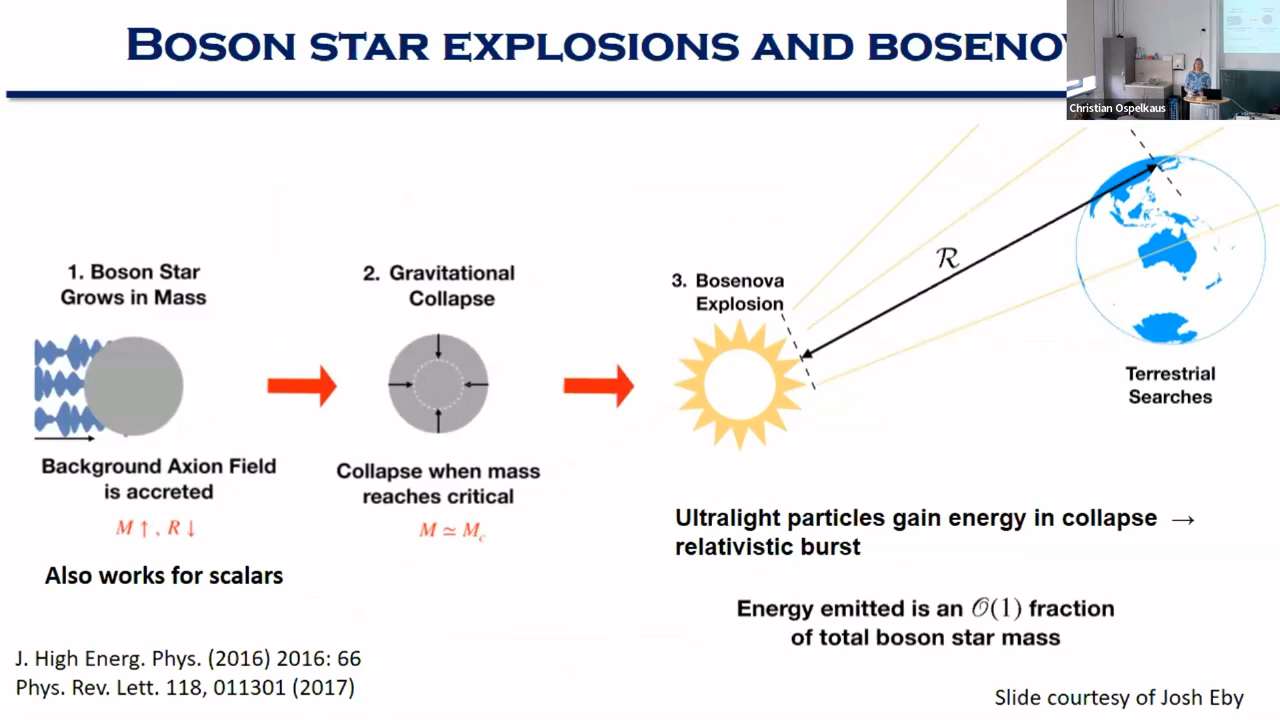 BOSON STAR EXPLOSIONS AND BOSENO
Christian Ospelkaus
1. Boson Star
Grows in Mass
2. Gravitational
Collapse
3. Bosenova
Explosion
ℛ
Terrestrial
Searches
Background Axion Field
is accreted
M ↑ , R ↓
Collapse when mass
reaches critical
M ≃ M_c
Also works for scalars
Ultralight particles gain energy in collapse →
relativistic burst
Energy emitted is an 𝒪(1) fraction
of total boson star mass
J. High Energ. Phys. (2016) 2016: 66
Phys. Rev. Lett. 118, 011301 (2017)
Slide courtesy of Josh Eby